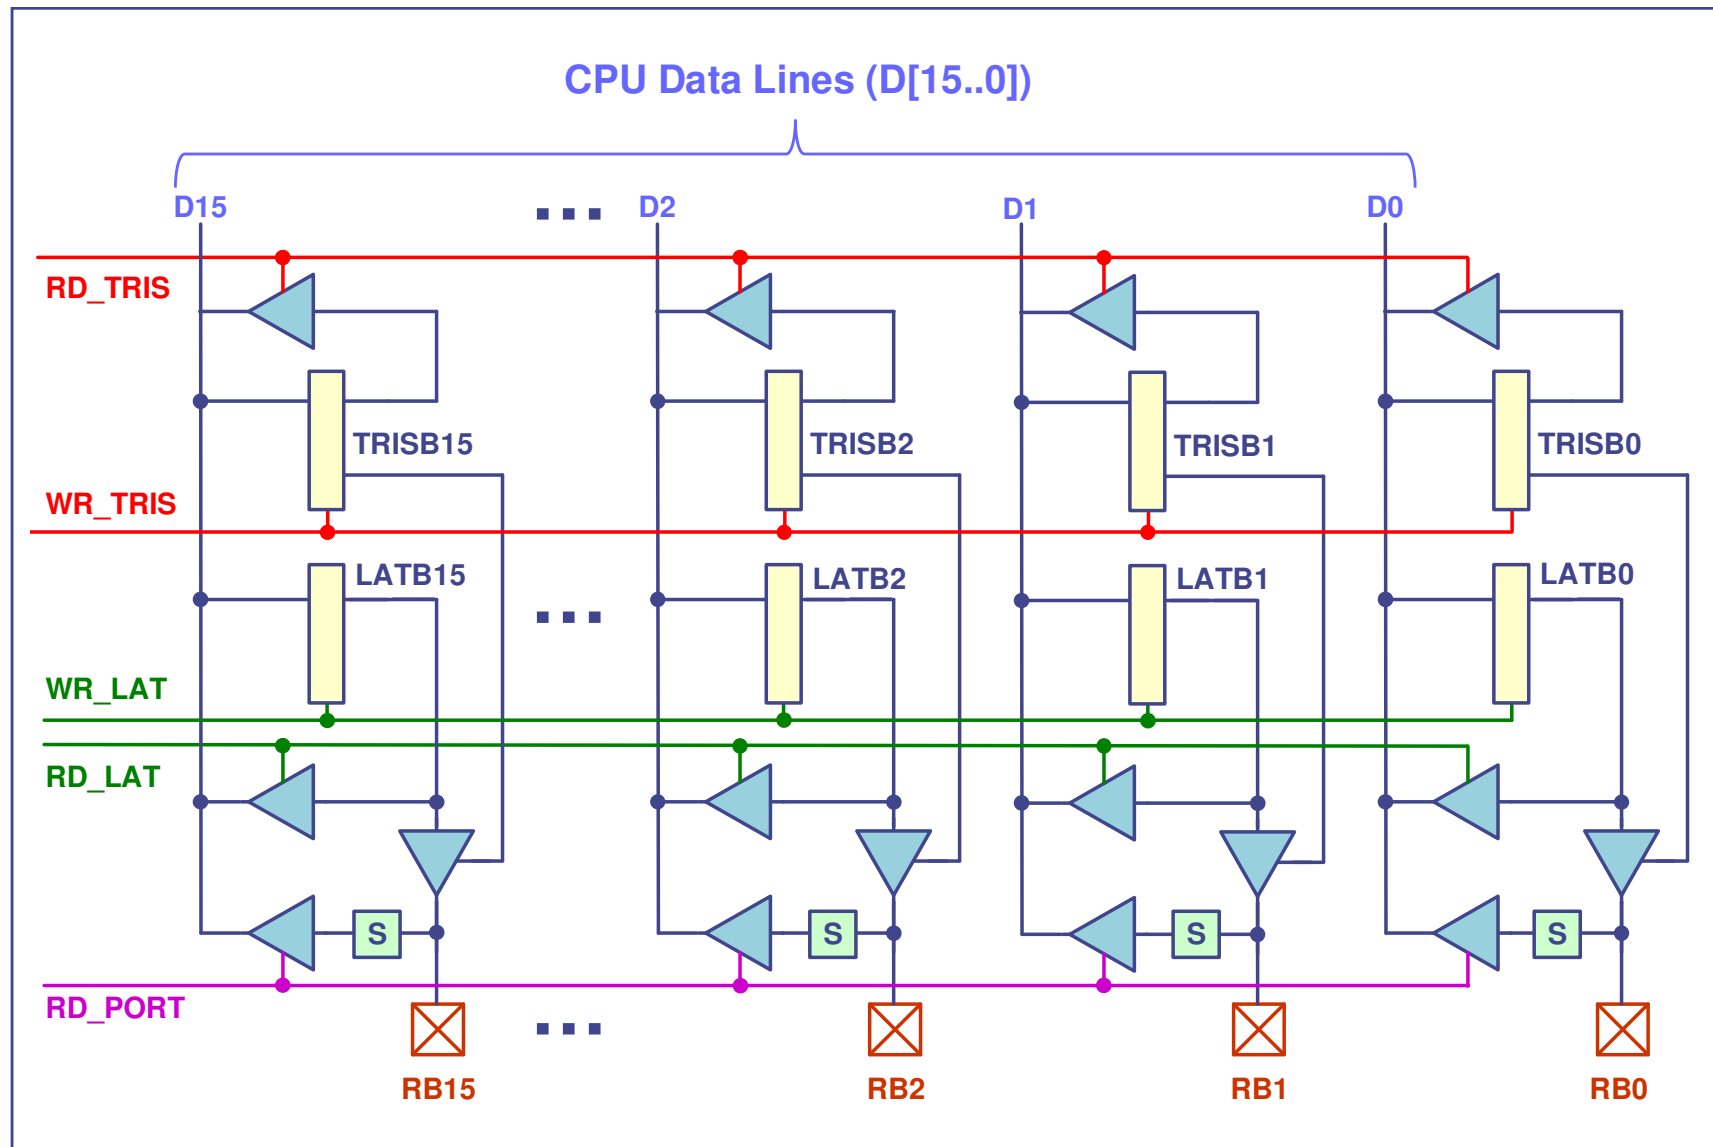 CPU Data Lines (D[15..0])
D15 D2 D1 D0
RD_TRIS
TRISB15 TRISB2 TRISB1 TRISB0
WR_TRIS
LATB15 LATB2 LATB1 LATB0
WR_LAT
RD_LAT
S S S S
RD_PORT
RB15 RB2 RB1 RB0